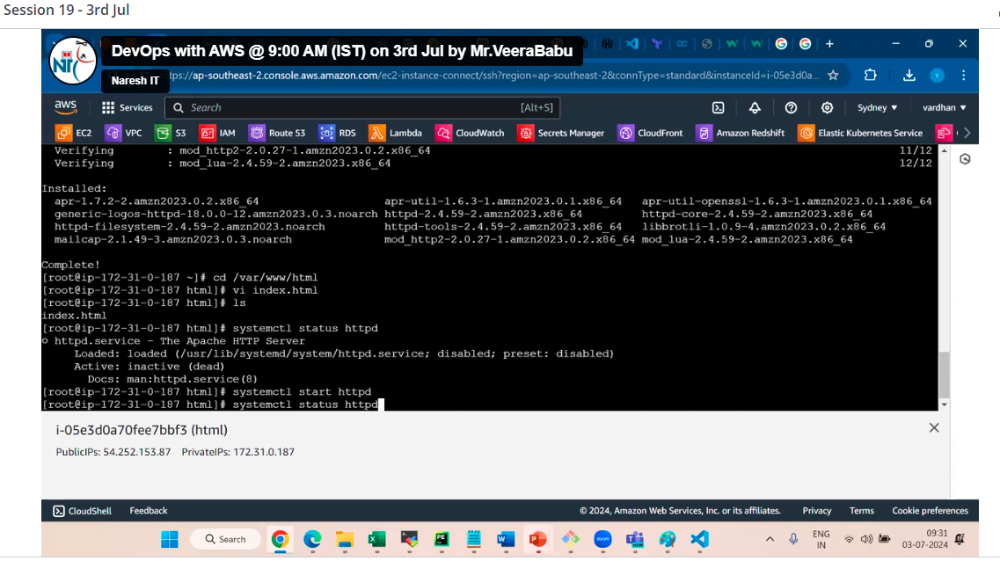 Session 19 - 3rd Jul
DevOps with AWS @ 9:00 AM (IST) on 3rd Jul by Mr.VeeraBabu
Naresh IT
ps://ap-southeast-2.console.aws.amazon.com/ec2-instance-connect/ssh?region=ap-southeast-2&connType=standard&instanceId=i-05e3d0a...
aws Services Search [Alt+S] Sydney vardhan
EC2 VPC S3 IAM Route 53 RDS Lambda CloudWatch Secrets Manager CloudFront Amazon Redshift Elastic Kubernetes Service
Verifying : mod_http2-2.0.27-1.amzn2023.0.2.x86_64 11/12
Verifying : mod_lua-2.4.59-2.amzn2023.x86_64 12/12
Installed:
apr-1.7.2-2.amzn2023.0.2.x86_64 apr-util-1.6.3-1.amzn2023.0.1.x86_64 apr-util-openssl-1.6.3-1.amzn2023.0.1.x86_64
generic-logos-httpd-18.0.0-12.amzn2023.0.3.noarch httpd-2.4.59-2.amzn2023.x86_64 httpd-core-2.4.59-2.amzn2023.x86_64
httpd-filesystem-2.4.59-2.amzn2023.noarch httpd-tools-2.4.59-2.amzn2023.x86_64 libbrotli-1.0.9-4.amzn2023.0.2.x86_64
mailcap-2.1.49-3.amzn2023.0.3.noarch mod_http2-2.0.27-1.amzn2023.0.2.x86_64 mod_lua-2.4.59-2.amzn2023.x86_64
Complete!
[root@ip-172-31-0-187 ~]# cd /var/www/html
[root@ip-172-31-0-187 html]# vi index.html
[root@ip-172-31-0-187 html]# ls
index.html
[root@ip-172-31-0-187 html]# systemctl status httpd
○ httpd.service - The Apache HTTP Server
Loaded: loaded (/usr/lib/systemd/system/httpd.service; disabled; preset: disabled)
Active: inactive (dead)
Docs: man:httpd.service(8)
[root@ip-172-31-0-187 html]# systemctl start httpd
[root@ip-172-31-0-187 html]# systemctl status httpd
i-05e3d0a70fee7bbf3 (html)
PublicIPs: 54.252.153.87 PrivateIPs: 172.31.0.187
CloudShell Feedback © 2024, Amazon Web Services, Inc. or its affiliates. Privacy Terms Cookie preferences
Search ENG 09:31
IN 03-07-2024